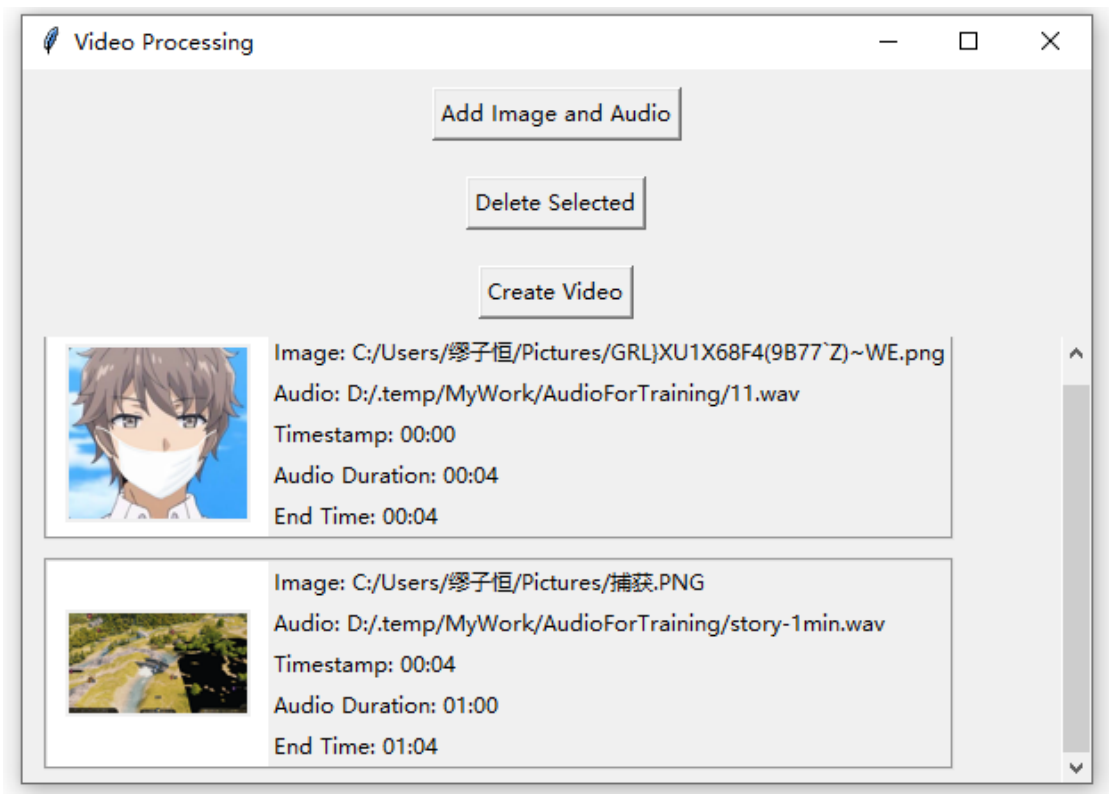 Video Processing
Add Image and Audio
Delete Selected
Create Video
Image: C:/Users/缪子恒/Pictures/GRL}XU1X68F4(9B77`Z)~WE.png
Audio: D:/.temp/MyWork/AudioForTraining/11.wav
Timestamp: 00:00
Audio Duration: 00:04
End Time: 00:04
Image: C:/Users/缪子恒/Pictures/捕获.PNG
Audio: D:/.temp/MyWork/AudioForTraining/story-1min.wav
Timestamp: 00:04
Audio Duration: 01:00
End Time: 01:04